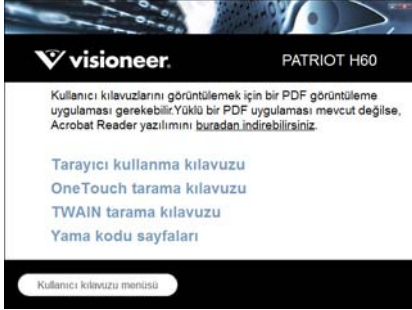 visioneer
PATRIOT H60
Kullanıcı kılavuzlarını görüntülemek için bir PDF görüntüleme
uygulaması gerekebilir.Yüklü bir PDF uygulaması mevcut değilse,
Acrobat Reader yazılımını buradan indirebilirsiniz.
Tarayıcı kullanma kılavuzu
OneTouch tarama kılavuzu
TWAIN tarama kılavuzu
Yama kodu sayfaları
Kullanıcı kılavuzu menüsü